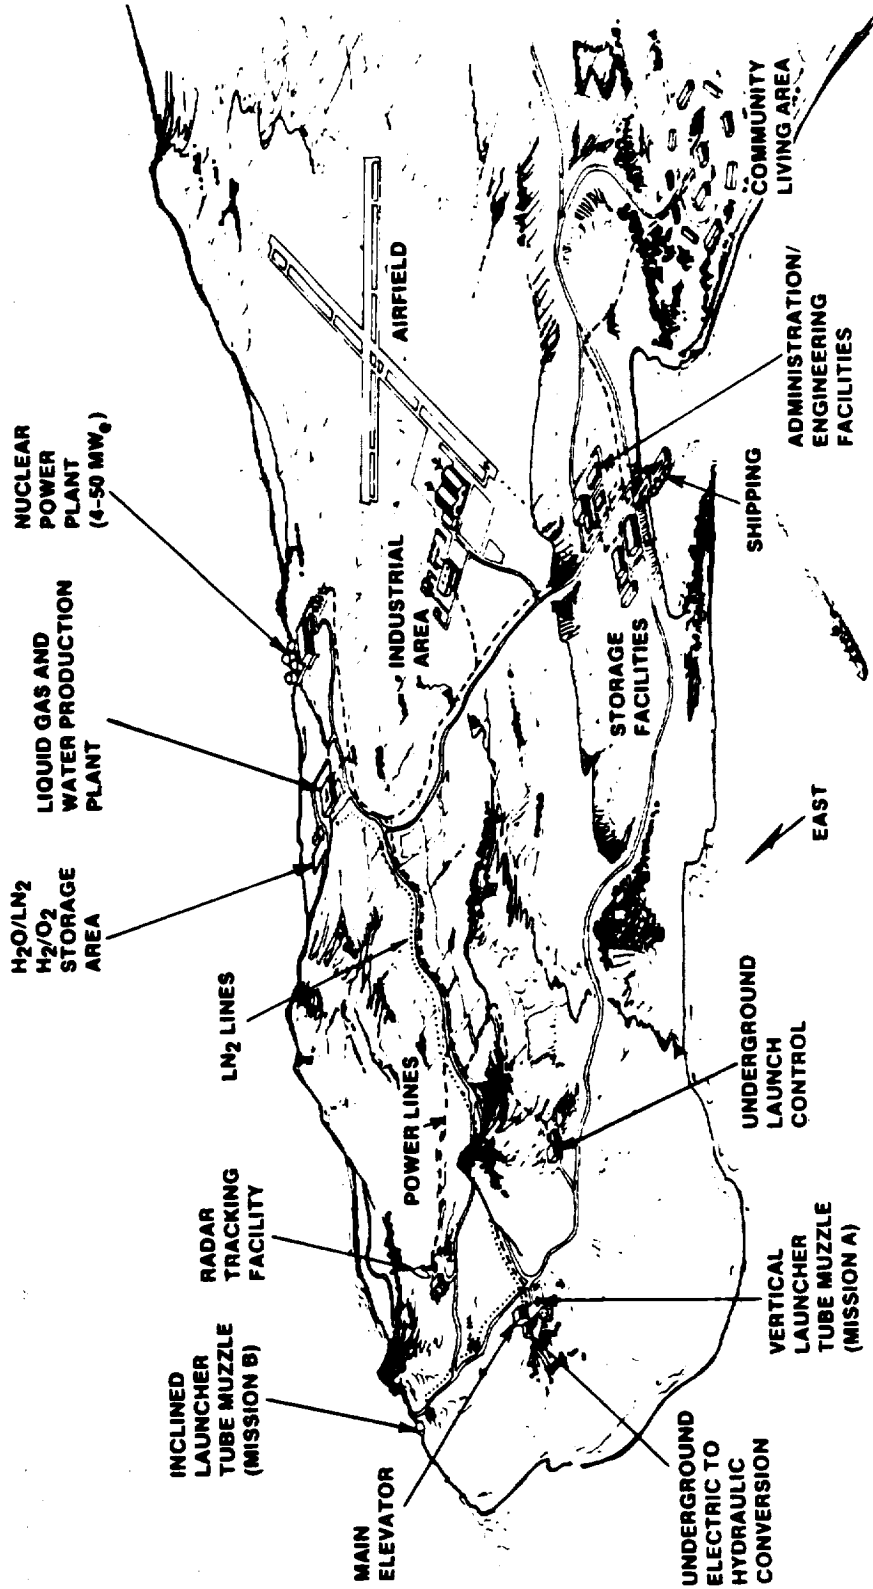 NUCLEAR
POWER
PLANT
(4-50 MWe)
LIQUID GAS AND
WATER PRODUCTION
PLANT
H2O/LN2
H2/O2
STORAGE
AREA
LN2 LINES
RADAR
TRACKING
FACILITY
INCLINED
LAUNCHER
TUBE MUZZLE
(MISSION B)
MAIN
ELEVATOR
POWER LINES
INDUSTRIAL
AREA
AIRFIELD
STORAGE
FACILITIES
UNDERGROUND
ELECTRIC TO
HYDRAULIC
CONVERSION
VERTICAL
LAUNCHER
TUBE MUZZLE
(MISSION A)
UNDERGROUND
LAUNCH
CONTROL
EAST
SHIPPING
ADMINISTRATION/
ENGINEERING
FACILITIES
COMMUNITY
LIVING AREA